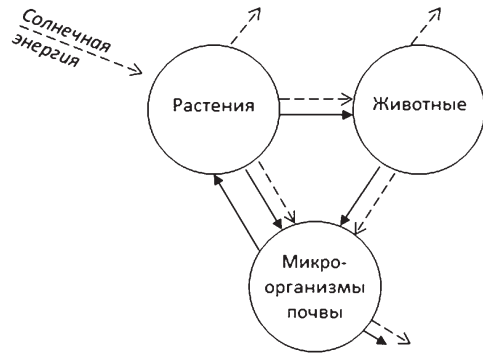 Солнечная
энергия
Растения
Животные
Микро-
организмы
почвы